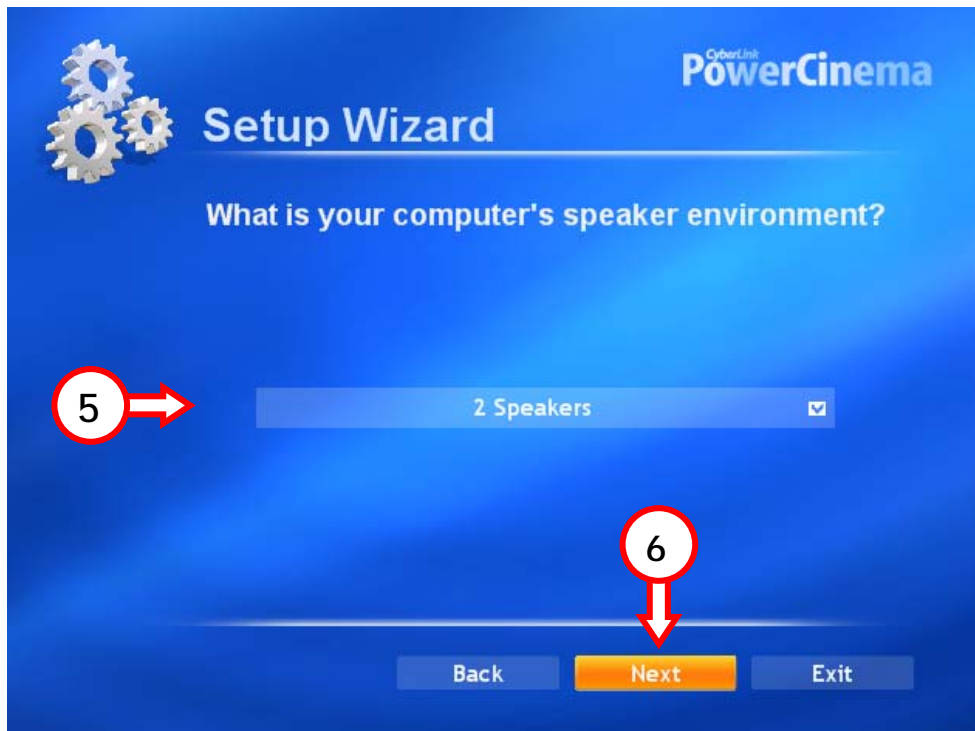 CyberLink
PowerCinema
Setup Wizard
What is your computer's speaker environment?
5
2 Speakers
6
Back Next Exit